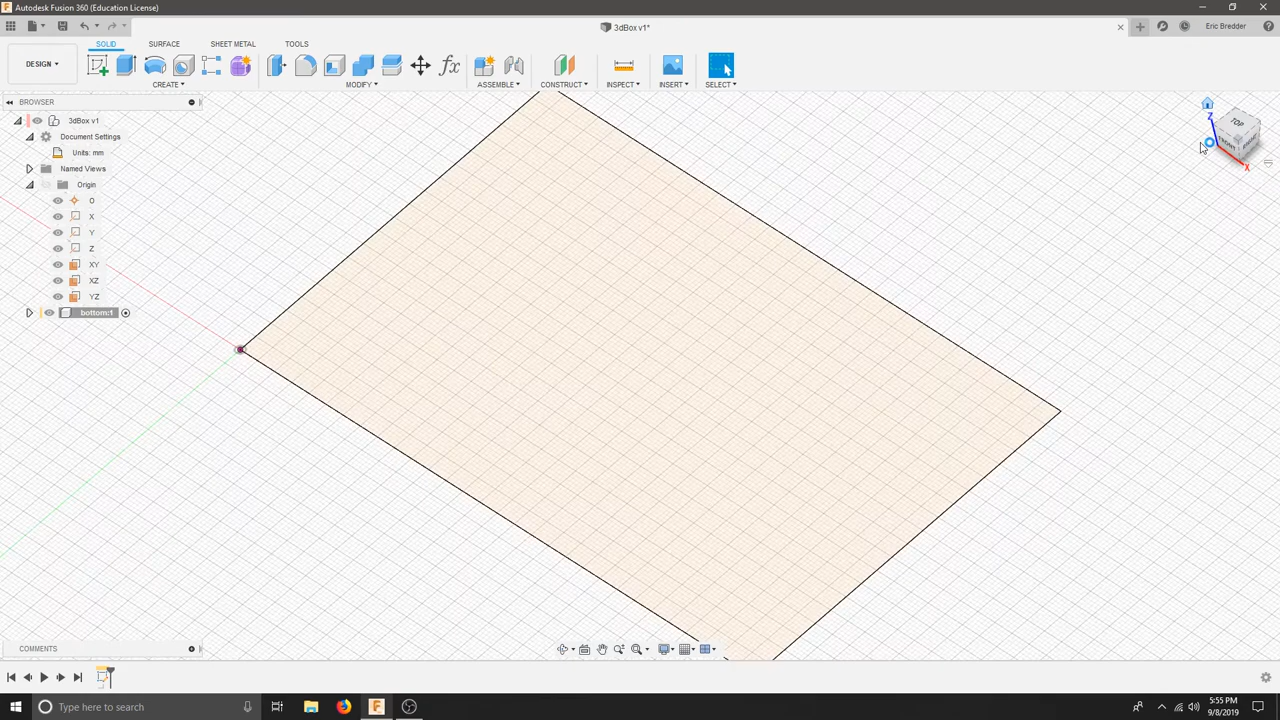 Autodesk Fusion 360 (Education License)
3dBox v1*
Eric Bredder
SOLID
SURFACE
SHEET METAL
TOOLS
DESIGN
CREATE
MODIFY
ASSEMBLE
CONSTRUCT
INSPECT
INSERT
SELECT
BROWSER
3dBox v1
Document Settings
Units: mm
Named Views
Origin
O
X
Y
Z
XY
XZ
YZ
bottom:1
Z
TOP
FRONT
RIGHT
X
COMMENTS
Type here to search
5:55 PM
9/8/2019